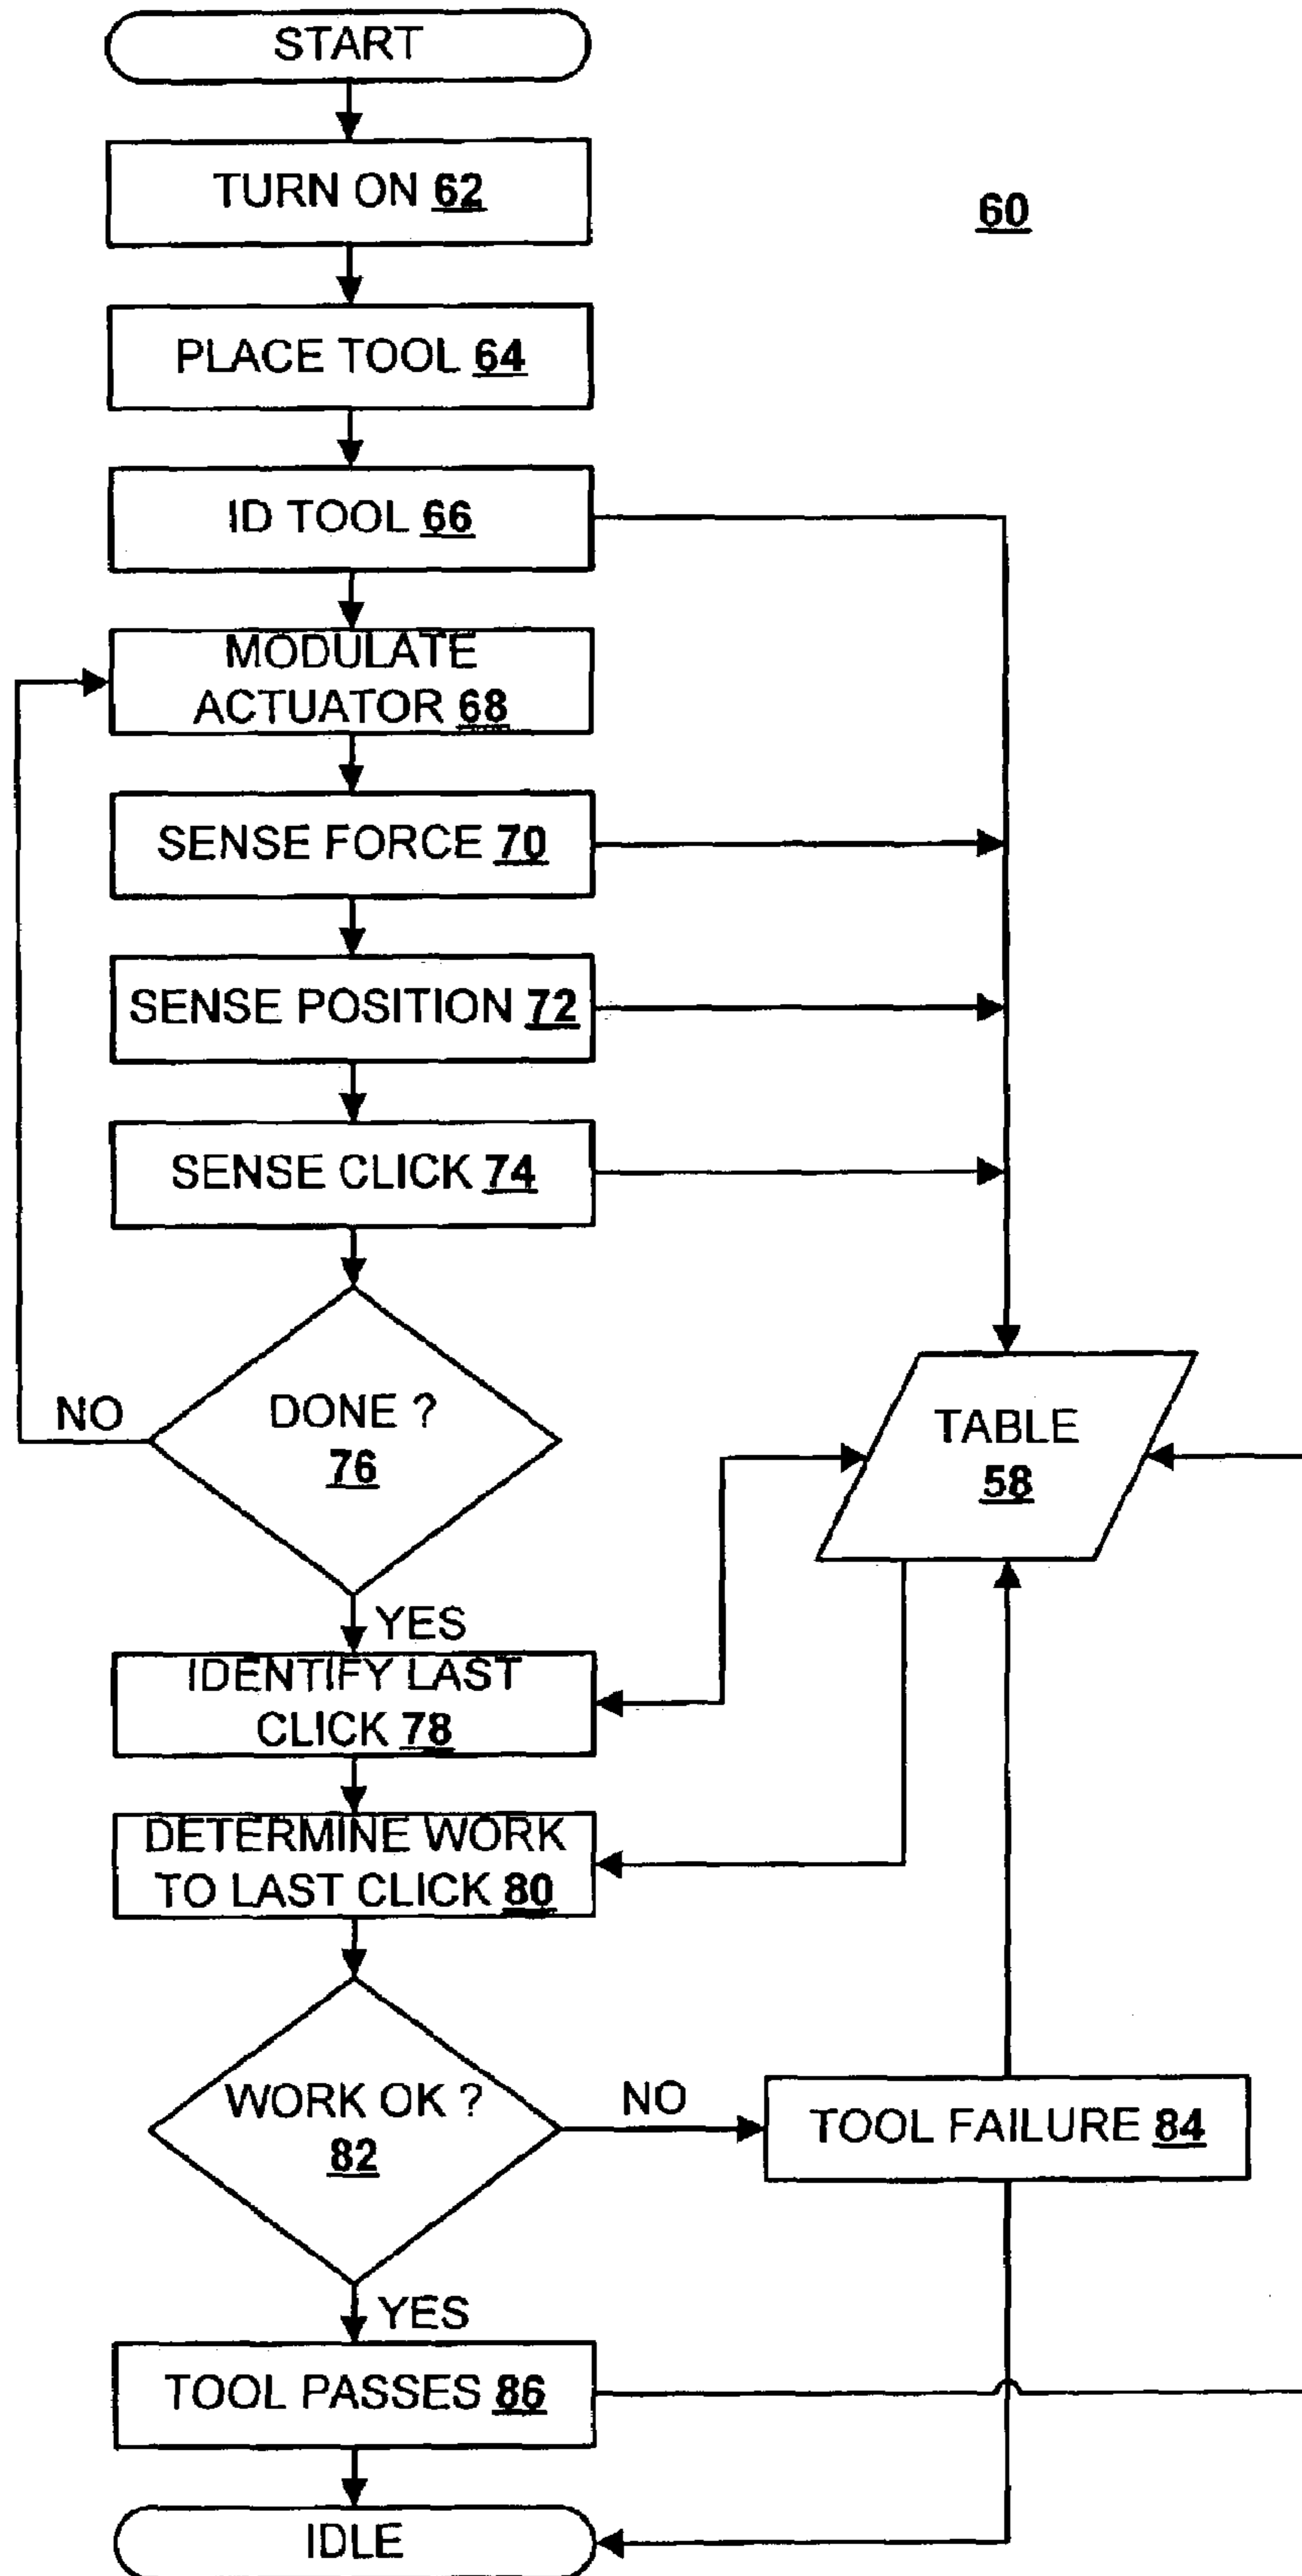 START
TURN ON 62
60
PLACE TOOL 64
ID TOOL 66
MODULATE
ACTUATOR 68
SENSE FORCE 70
SENSE POSITION 72
SENSE CLICK 74
DONE ?
76
NO
TABLE
58
YES
IDENTIFY LAST
CLICK 78
DETERMINE WORK
TO LAST CLICK 80
WORK OK ?
82
NO
TOOL FAILURE 84
YES
TOOL PASSES 86
IDLE